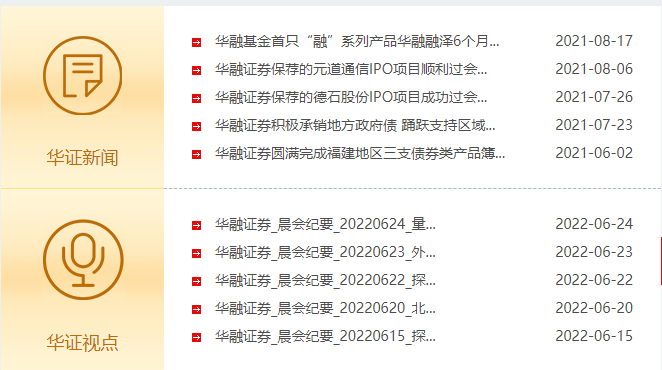 华融基金首只“融”系列产品华融融泽6个月... 2021-08-17
华融证券保荐的元道通信IPO项目顺利过会... 2021-08-06
华融证券保荐的德石股份IPO项目成功过会... 2021-07-26
华融证券积极承销地方政府债 踊跃支持区域... 2021-07-23
华融证券圆满完成福建地区三支债券类产品簿... 2021-06-02
华证新闻
华融证券_晨会纪要_20220624_量... 2022-06-24
华融证券_晨会纪要_20220623_外... 2022-06-23
华融证券_晨会纪要_20220622_探... 2022-06-22
华融证券_晨会纪要_20220620_北... 2022-06-20
华融证券_晨会纪要_20220615_探... 2022-06-15
华证视点